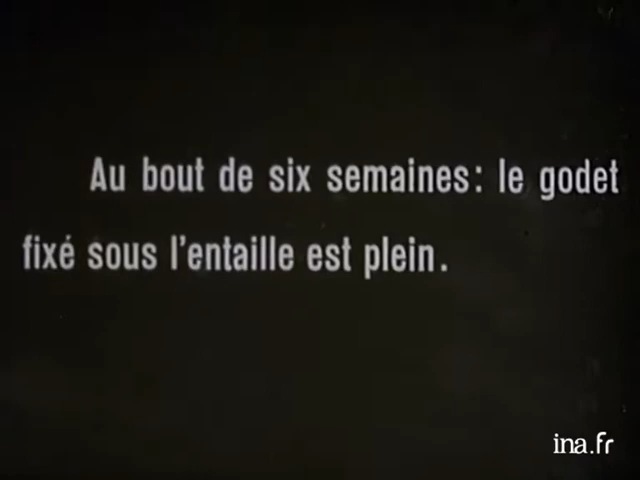 Au bout de six semaines: le godet
fixé sous l'entaille est plein.
ina.fr